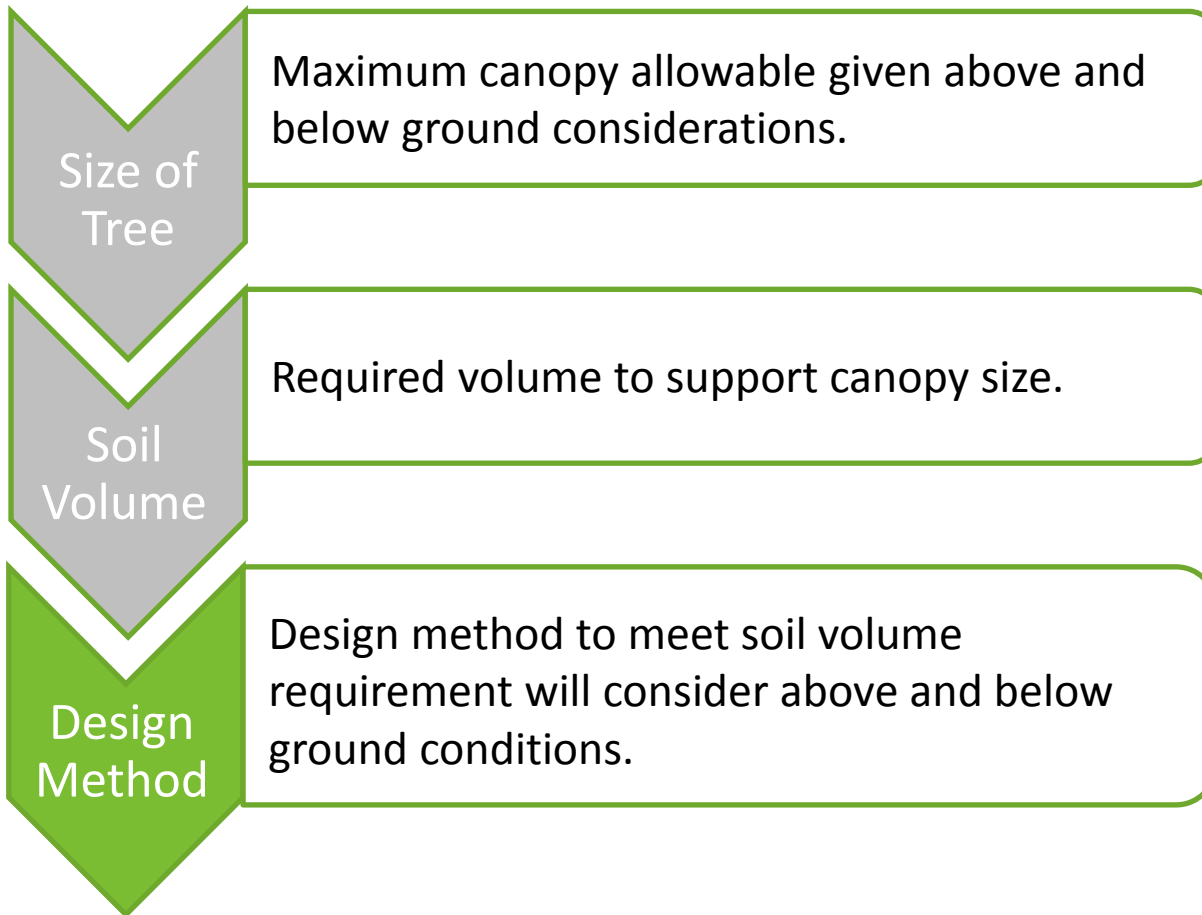 Size of
Tree
Maximum canopy allowable given above and
below ground considerations.
Soil
Volume
Required volume to support canopy size.
Design
Method
Design method to meet soil volume
requirement will consider above and below
ground conditions.